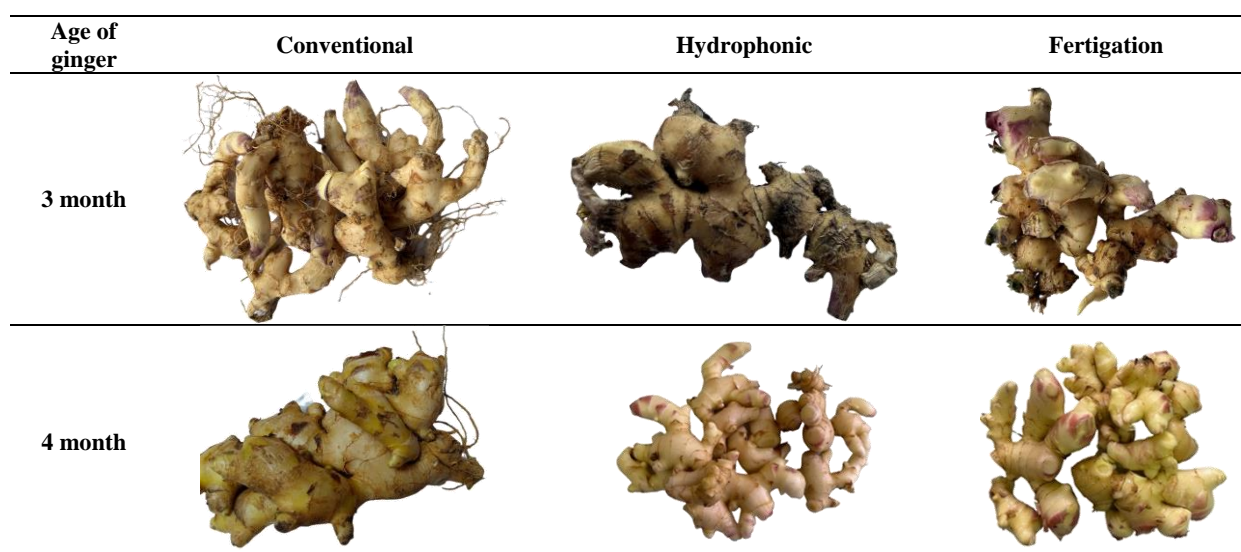 Age of
ginger
Conventional
Hydrophonic
Fertigation
3 month
4 month